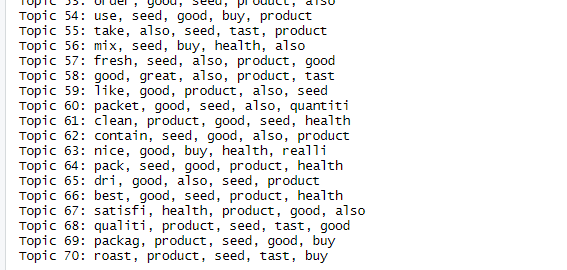 Topic 53: order, good, seed, product, also
Topic 54: use, seed, good, buy, product
Topic 55: take, also, seed, tast, product
Topic 56: mix, seed, buy, health, also
Topic 57: fresh, seed, also, product, good
Topic 58: good, great, also, product, tast
Topic 59: like, good, product, also, seed
Topic 60: packet, good, seed, also, quantiti
Topic 61: clean, product, good, seed, health
Topic 62: contain, seed, good, also, product
Topic 63: nice, good, buy, health, realli
Topic 64: pack, seed, good, product, health
Topic 65: dri, good, also, seed, product
Topic 66: best, good, seed, product, health
Topic 67: satisfi, health, product, good, also
Topic 68: qualiti, product, seed, tast, good
Topic 69: packag, product, seed, good, buy
Topic 70: roast, product, seed, tast, buy